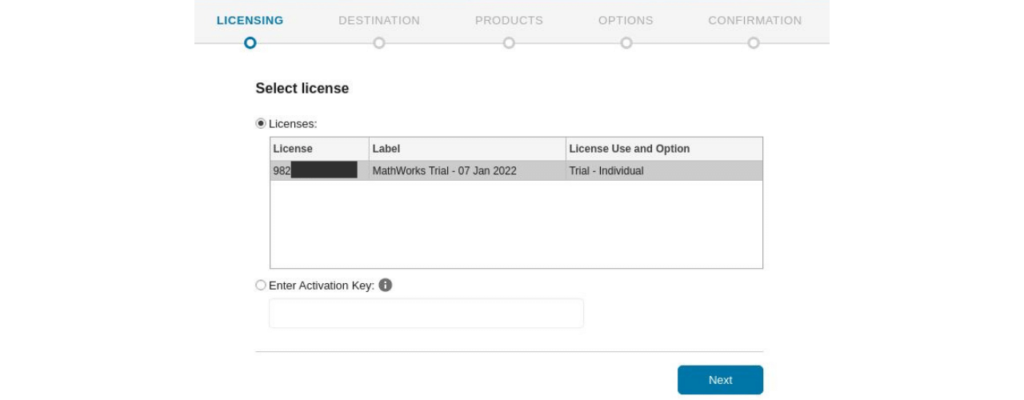 LICENSING DESTINATION PRODUCTS OPTIONS CONFIRMATION
Select license
Licenses:
License Label License Use and Option
982 MathWorks Trial - 07 Jan 2022 Trial - Individual
Enter Activation Key: i
Next